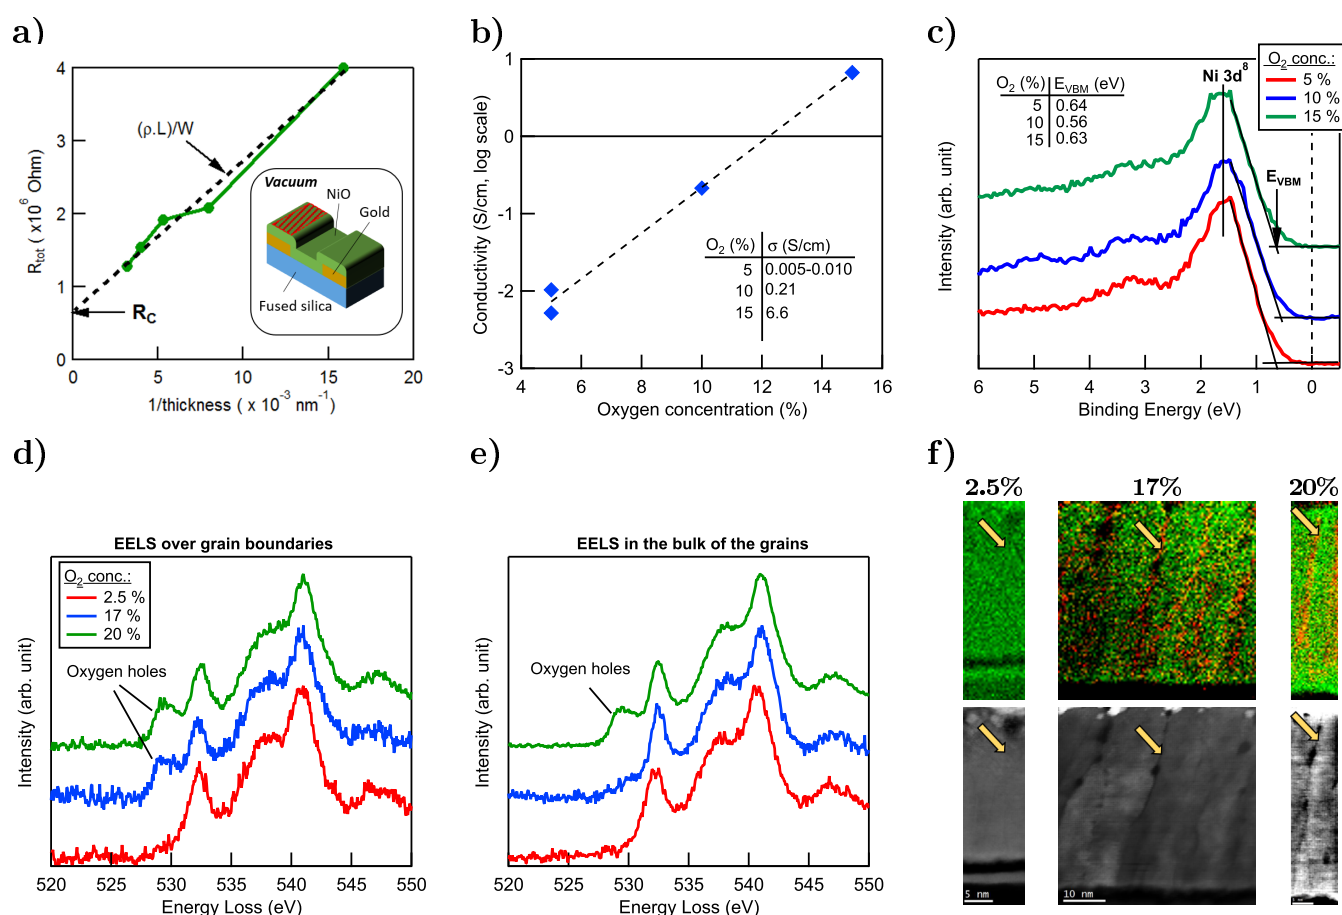 a)
4
3
2
1
0
R_tot ( x10^6 Ohm)
(ρ.L)/W
R_C
Vacuum
NiO
Gold
Fused silica
0 5 10 15 20
1/thickness ( x 10^-3 nm^-1)
b)
1
0
-1
-2
-3
Conductivity (S/cm, log scale)
O2 (%) σ (S/cm)
5 0.005-0.010
10 0.21
15 6.6
4 6 8 10 12 14 16
Oxygen concentration (%)
c)
Intensity (arb. unit)
O2 (%) E_VBM (eV)
5 0.64
10 0.56
15 0.63
Ni 3d^8
O2 conc.:
5 %
10 %
15 %
E_VBM
6 5 4 3 2 1 0
Binding Energy (eV)
d)
EELS over grain boundaries
O2 conc.:
2.5 %
17 %
20 %
Oxygen holes
Intensity (arb. unit)
520 525 530 535 540 545 550
Energy Loss (eV)
e)
EELS in the bulk of the grains
Oxygen holes
Intensity (arb. unit)
520 525 530 535 540 545 550
Energy Loss (eV)
f)
2.5% 17% 20%
5 nm
10 nm